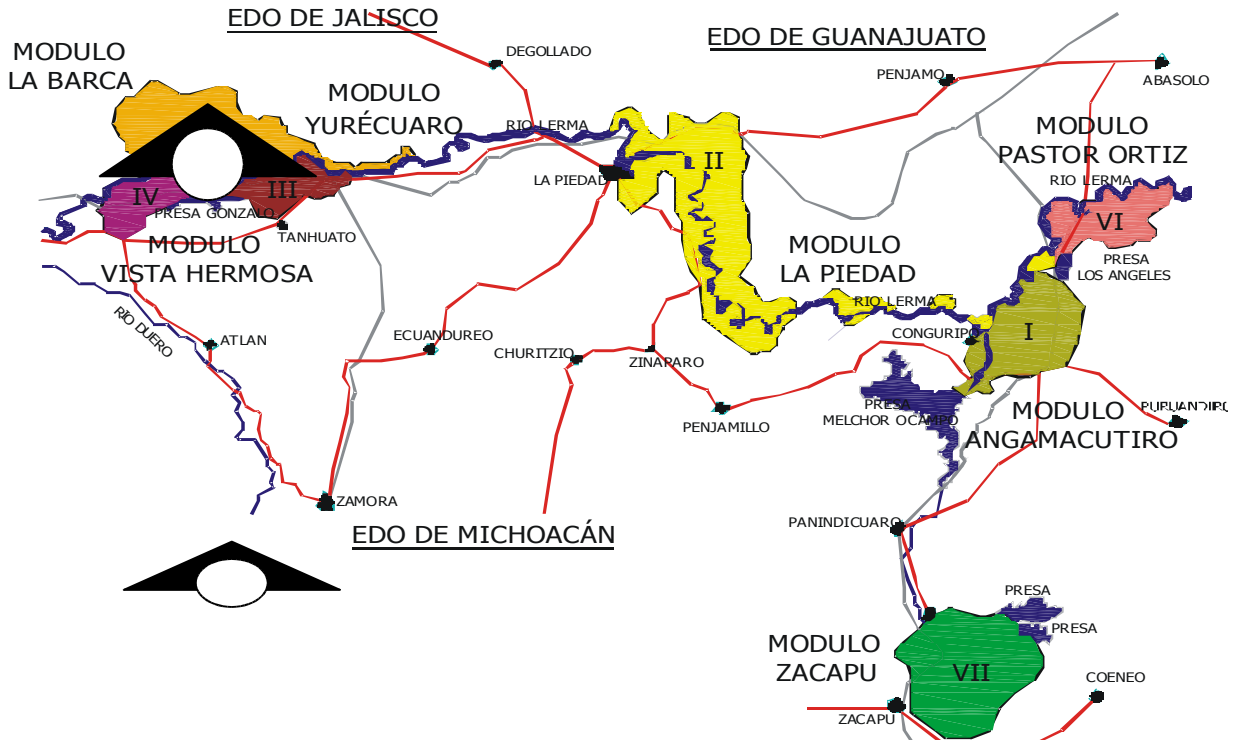 EDO DE JALISCO
EDO DE GUANAJUATO
MODULO
LA BARCA
DEGOLLADO
PENJAMO
ABASOLO
MODULO
YURÉCUARO
RIO LERMA
MODULO
PASTOR ORTIZ
II
LA PIEDAD
RIO LERMA
IV
III
VI
PRESA GONZALO
TANHUATO
MODULO
VISTA HERMOSA
MODULO
LA PIEDAD
PRESA
LOS ANGELES
RIO LERMA
RÍO DUERO
ATLAN
ECUANDUREO
CHURITZIO
ZINAPARO
CONGURIPO
I
PRESA
MELCHOR OCAMPO
PENJAMILLO
MODULO
ANGAMACUTIRO
ZAMORA
EDO DE MICHOACÁN
PANINDICUARO
PRESA
PRESA
MODULO
ZACAPU
VII
COENEO
ZACAPU